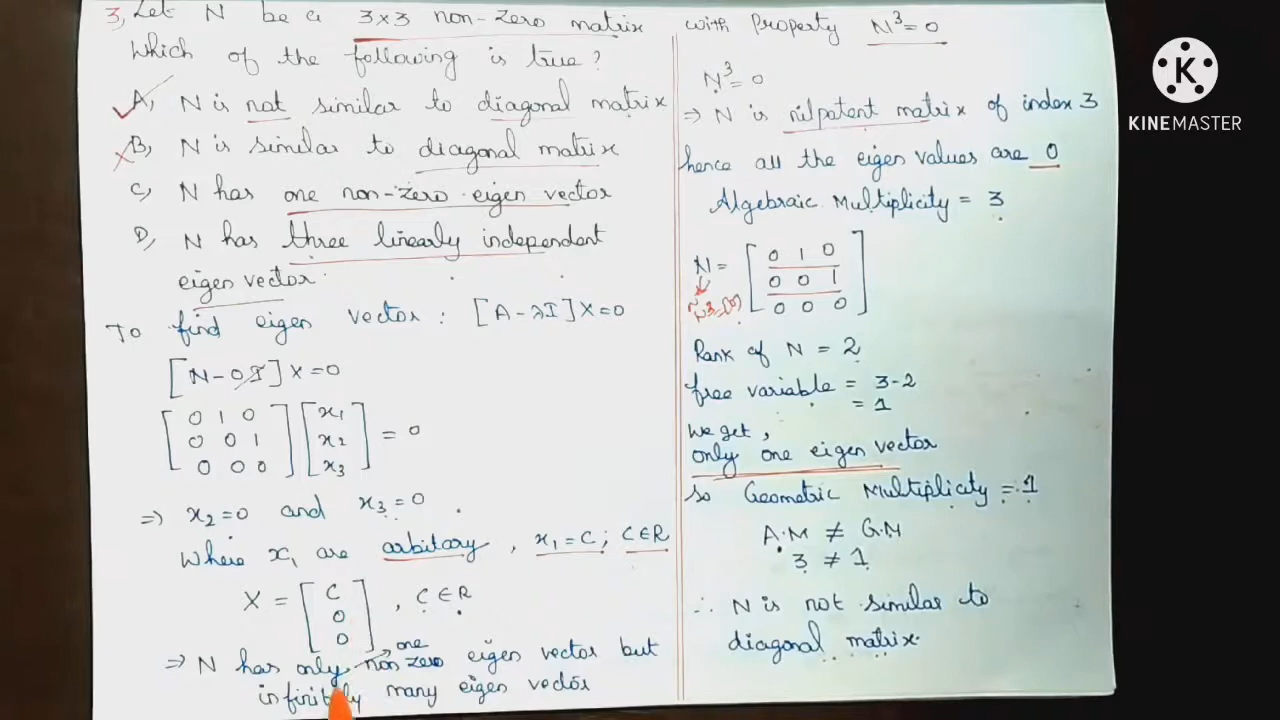 3, Let N be a 3×3 non-zero matrix with property N³=0
Which of the following is true?
A, N is not similar to diagonal matrix
B, N is similar to diagonal matrix
C, N has one non-zero eigen vector
D, N has three linearly independent
eigen vector.
To find eigen vector : [A-λI]X=0
[N-0I]X=0
[0 1 0] [x₁]
[0 0 1] [x₂] = 0
[0 0 0] [x₃]
⇒ x₂=0 and x₃=0.
Where x₁ are arbitary, x₁=C; C∈R
X = [C
0
0], C∈R
one
⇒ N has only non zero eigen vector but
infinitely many eigen vector
N³=0
⇒ N is nilpotent matrix of index 3
hence all the eigen values are 0
Algebraic Multiplicity = 3
N = [0 1 0
0 0 1
0 0 0]
Rank of N = 2
free variable = 3-2
= 1
We get,
only one eigen vector
so Geometric Multiplicity = 1
A.M ≠ G.M
3 ≠ 1
∴ N is not similar to
diagonal matrix.
K
KINEMASTER